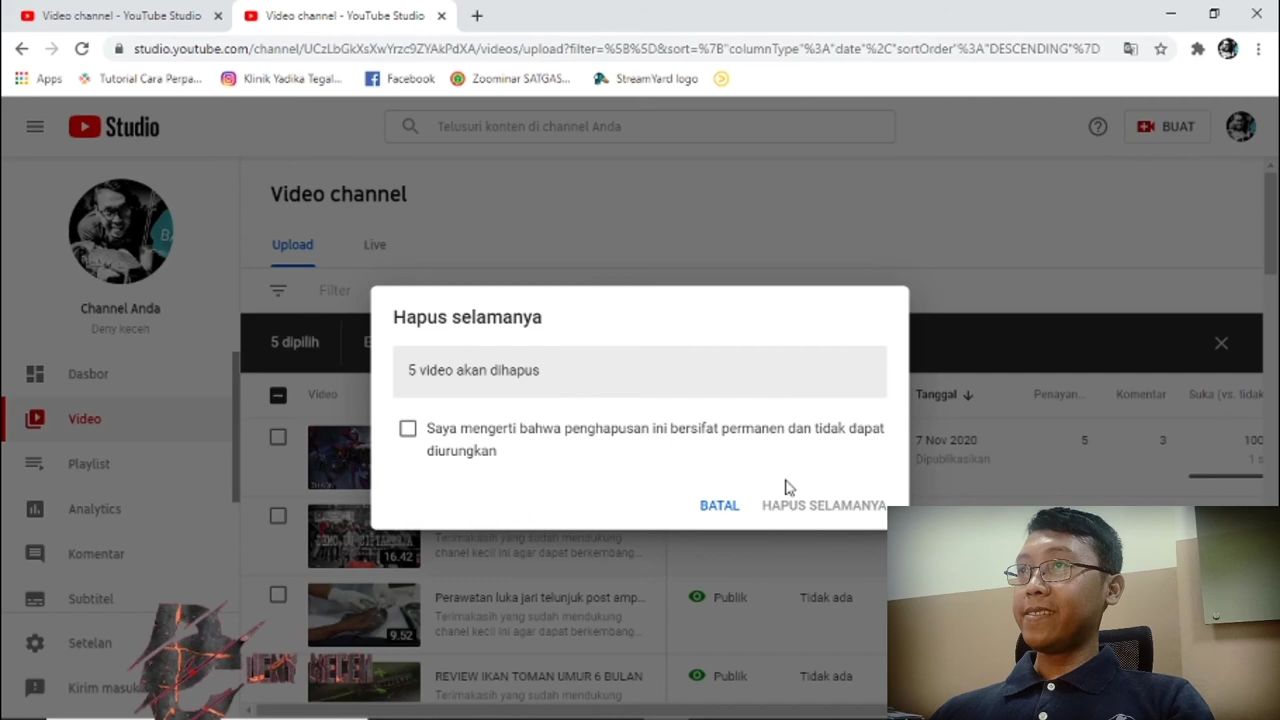 Video channel - YouTube Studio
Video channel - YouTube Studio
studio.youtube.com/channel/UCzLbGkXsXwYrzc9ZYAkPdXA/videos/upload?filter=%5B%5D&sort=%7B"columnType"%3A"date"%2C"sortOrder"%3A"DESCENDING"%7D
Apps
Tutorial Cara Perpa...
Klinik Yadika Tegal...
Facebook
Zoominar SATGAS...
StreamYard logo
Studio
Telusuri konten di channel Anda
BUAT
Channel Anda
Deny keceh
Dasbor
Video
Playlist
Analytics
Komentar
Subtitel
Setelan
Kirim masuk
Video channel
Upload
Live
Filter
5 dipilih
Video
Tanggal
Penayan...
Komentar
Suka (vs. tidak
7 Nov 2020
5
3
100
Dipublikasikan
1 s
Hapus selamanya
5 video akan dihapus
Saya mengerti bahwa penghapusan ini bersifat permanen dan tidak dapat
diurungkan
BATAL
HAPUS SELAMANYA
Terimakasih yang sudah mendukung
chanel kecil ini agar dapat berkembang...
16.42
Perawatan luka jari telunjuk post amp...
Publik
Tidak ada
Terimakasih yang sudah mendukung
chanel kecil ini agar dapat berkembang...
9.52
REVIEW IKAN TOMAN UMUR 6 BULAN
Publik
Tidak ada
Terimakasih yang sudah mendukung
DENY KECEH